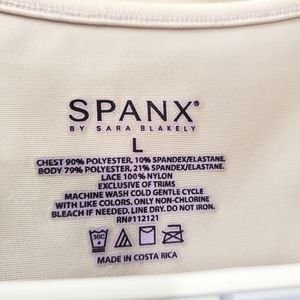 SPANX®
BY SARA BLAKELY
L
CHEST 90% POLYESTER, 10% SPANDEX/ELASTANE.
BODY 79% POLYESTER, 21% SPANDEX/ELASTANE.
LACE 100% NYLON
EXCLUSIVE OF TRIMS
MACHINE WASH COLD GENTLE CYCLE
WITH LIKE COLORS. ONLY NON-CHLORINE
BLEACH IF NEEDED. LINE DRY. DO NOT IRON.
RN#112121
30C
MADE IN COSTA RICA